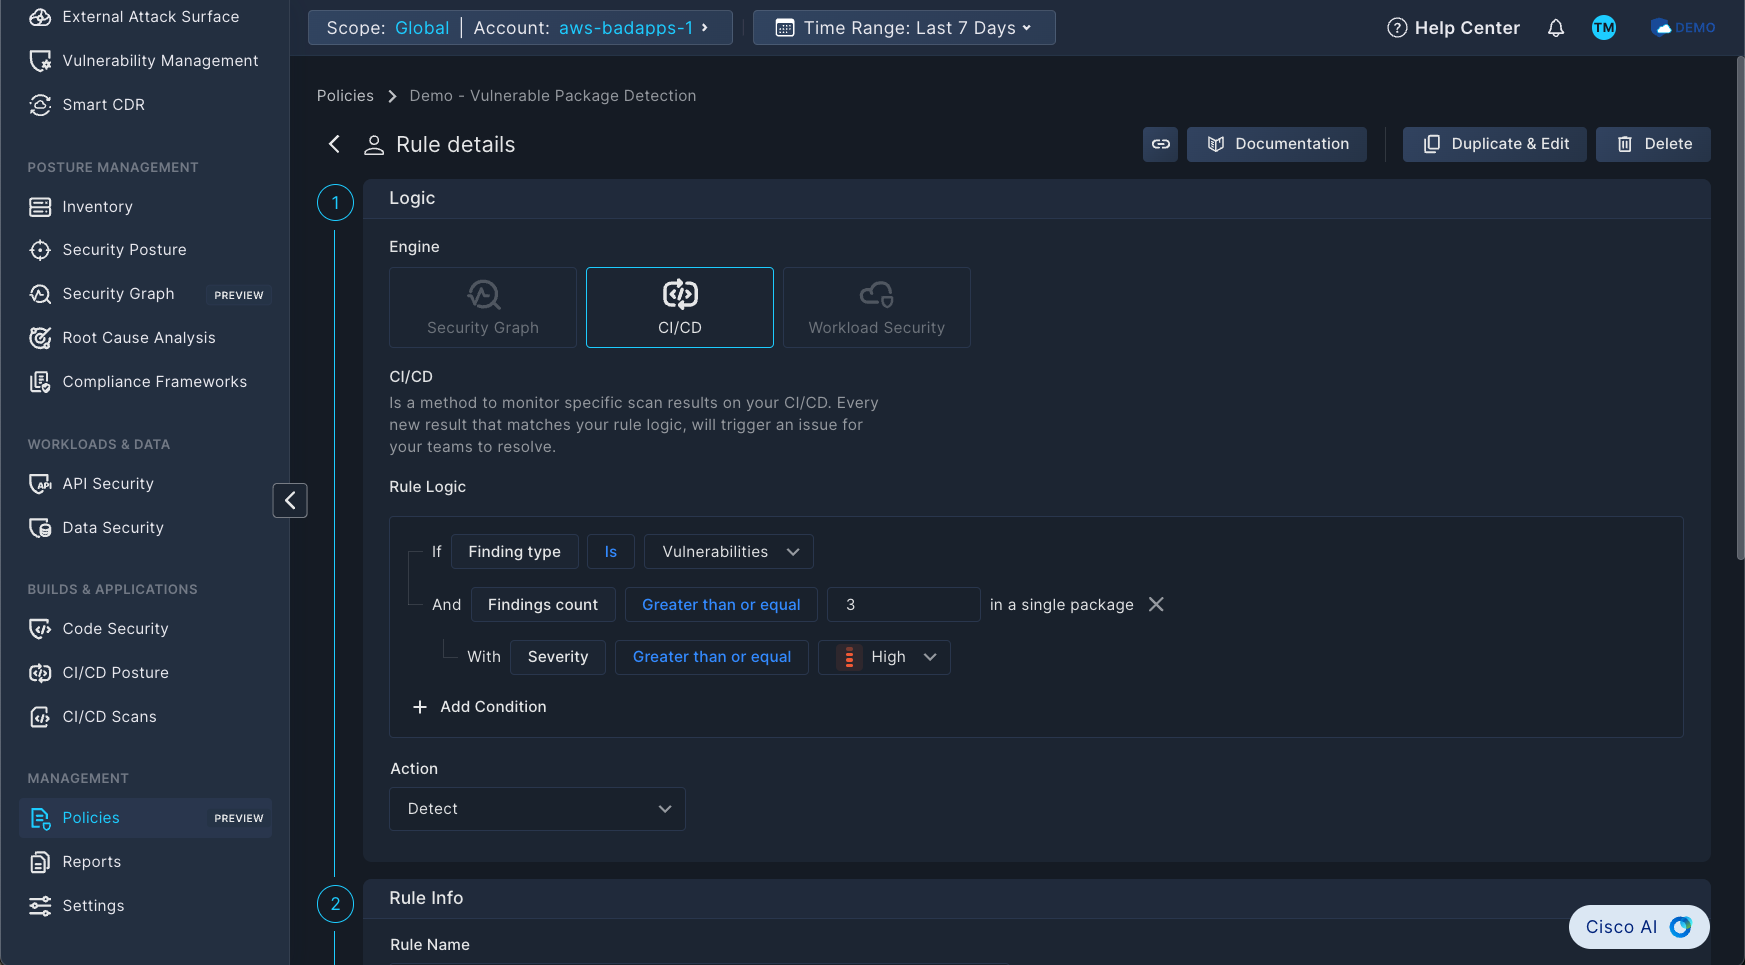 External Attack Surface
Vulnerability Management
Smart CDR
POSTURE MANAGEMENT
Inventory
Security Posture
Security Graph PREVIEW
Root Cause Analysis
Compliance Frameworks
WORKLOADS & DATA
API Security
Data Security
BUILDS & APPLICATIONS
Code Security
CI/CD Posture
CI/CD Scans
MANAGEMENT
Policies PREVIEW
Reports
Settings
Scope: Global | Account: aws-badapps-1
Time Range: Last 7 Days
Help Center
TM
DEMO
Policies > Demo - Vulnerable Package Detection
Rule details
Documentation
Duplicate & Edit
Delete
1
Logic
Engine
Security Graph
CI/CD
Workload Security
CI/CD
Is a method to monitor specific scan results on your CI/CD. Every
new result that matches your rule logic, will trigger an issue for
your teams to resolve.
Rule Logic
If Finding type Is Vulnerabilities
And Findings count Greater than or equal 3 in a single package
With Severity Greater than or equal High
+ Add Condition
Action
Detect
2
Rule Info
Rule Name
Cisco AI